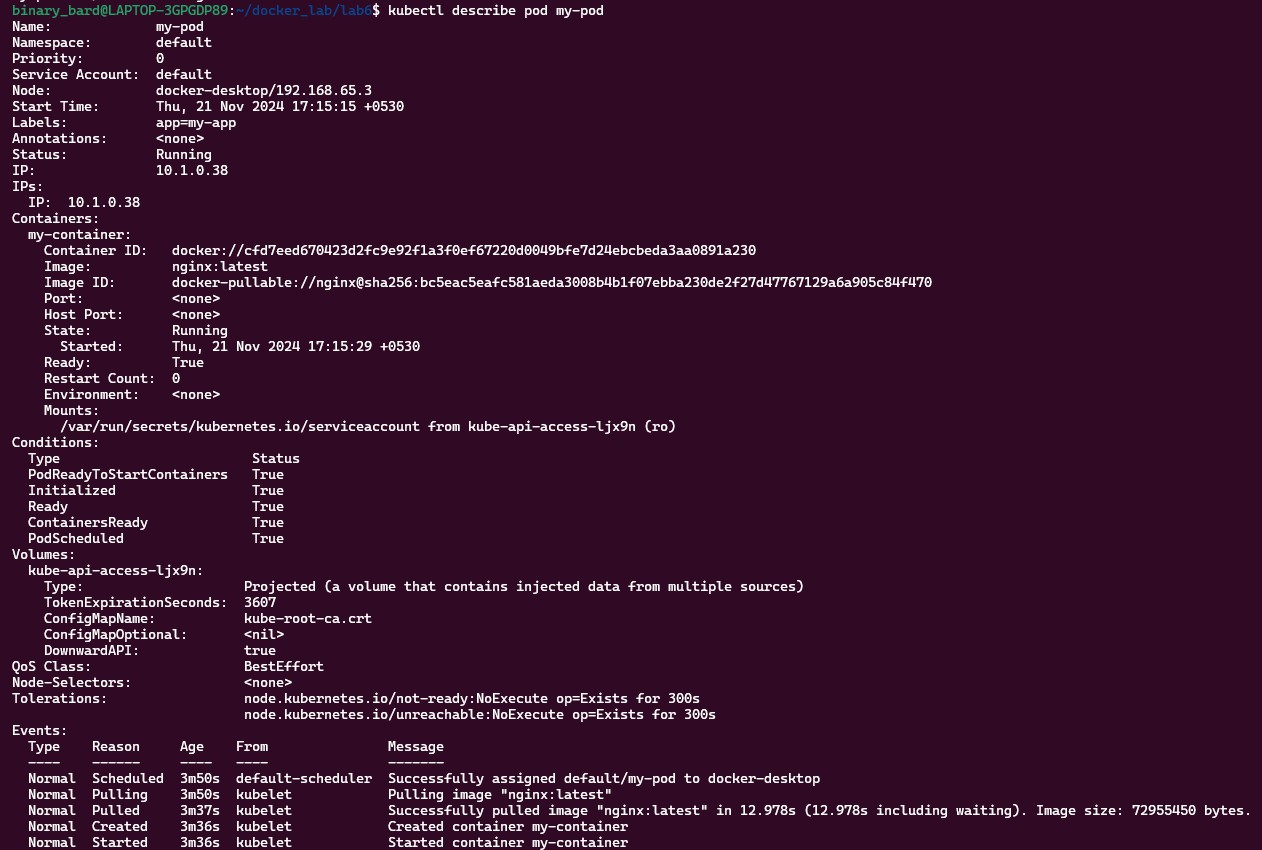 binary_bard@LAPTOP-3GPGDP89:~/docker_lab/lab6$ kubectl describe pod my-pod
Name:             my-pod
Namespace:        default
Priority:         0
Service Account:  default
Node:             docker-desktop/192.168.65.3
Start Time:       Thu, 21 Nov 2024 17:15:15 +0530
Labels:           app=my-app
Annotations:      <none>
Status:           Running
IP:               10.1.0.38
IPs:
  IP:  10.1.0.38
Containers:
  my-container:
    Container ID:   docker://cfd7eed670423d2fc9e92f1a3f0ef67220d0049bfe7d24ebcbeda3aa0891a230
    Image:          nginx:latest
    Image ID:       docker-pullable://nginx@sha256:bc5eac5eafc581aeda3008b4b1f07ebba230de2f27d47767129a6a905c84f470
    Port:           <none>
    Host Port:      <none>
    State:          Running
      Started:      Thu, 21 Nov 2024 17:15:29 +0530
    Ready:          True
    Restart Count:  0
    Environment:    <none>
    Mounts:
      /var/run/secrets/kubernetes.io/serviceaccount from kube-api-access-ljx9n (ro)
Conditions:
  Type                        Status
  PodReadyToStartContainers   True
  Initialized                 True
  Ready                       True
  ContainersReady             True
  PodScheduled                True
Volumes:
  kube-api-access-ljx9n:
    Type:                    Projected (a volume that contains injected data from multiple sources)
    TokenExpirationSeconds:  3607
    ConfigMapName:           kube-root-ca.crt
    ConfigMapOptional:       <nil>
    DownwardAPI:             true
QoS Class:                   BestEffort
Node-Selectors:              <none>
Tolerations:                 node.kubernetes.io/not-ready:NoExecute op=Exists for 300s
                             node.kubernetes.io/unreachable:NoExecute op=Exists for 300s
Events:
  Type    Reason     Age    From               Message
  ----    ------     ----   ----               -------
  Normal  Scheduled  3m50s  default-scheduler  Successfully assigned default/my-pod to docker-desktop
  Normal  Pulling    3m50s  kubelet            Pulling image "nginx:latest"
  Normal  Pulled     3m37s  kubelet            Successfully pulled image "nginx:latest" in 12.978s (12.978s including waiting). Image size: 72955450 bytes.
  Normal  Created    3m36s  kubelet            Created container my-container
  Normal  Started    3m36s  kubelet            Started container my-container